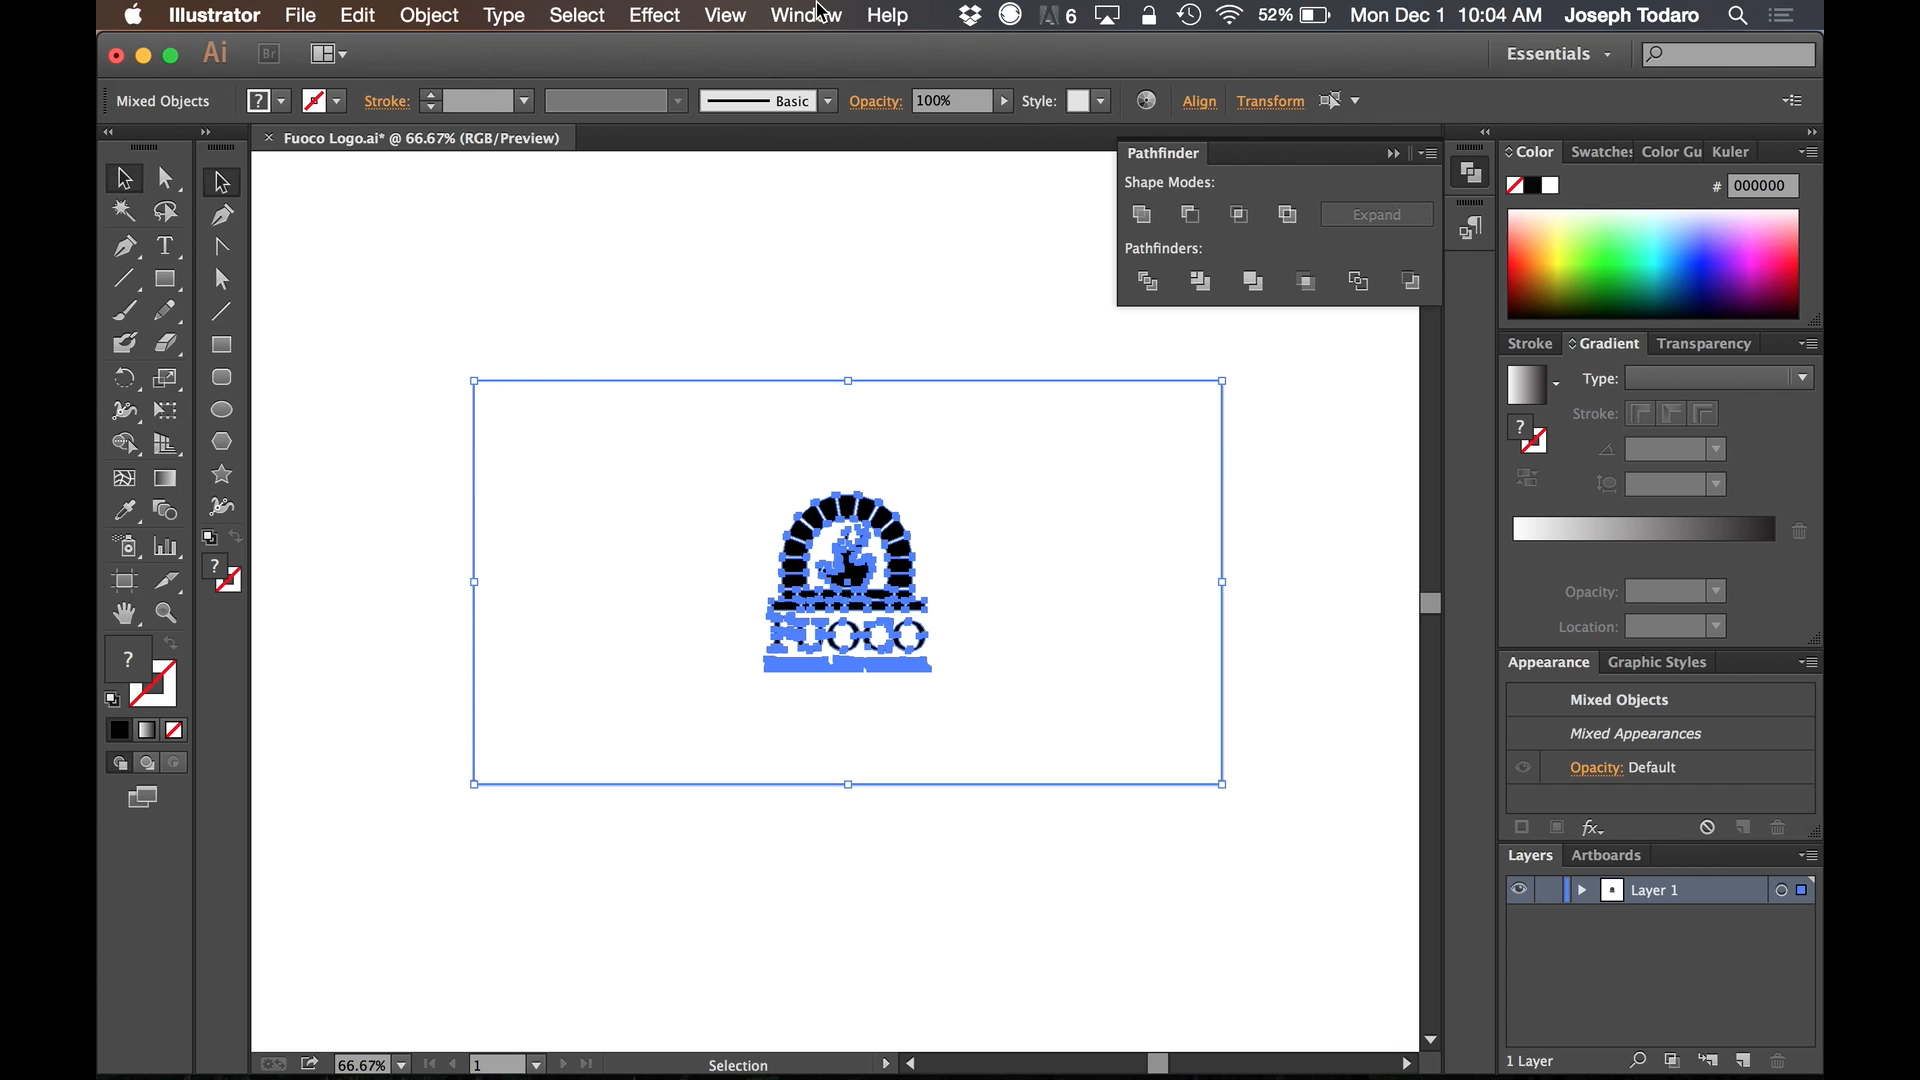 Illustrator File Edit Object Type Select Effect View Window Help 6 52% Mon Dec 1 10:04 AM Joseph Todaro
Ai Br Essentials
Mixed Objects ? Stroke: Basic Opacity: 100% Style: Align Transform
× Fuoco Logo.ai* @ 66.67% (RGB/Preview)
Pathfinder
Shape Modes:
Expand
Pathfinders:
Color Swatches Color Gu Kuler
# 000000
Stroke Gradient Transparency
Type:
Stroke:
?
Opacity:
Location:
Appearance Graphic Styles
Mixed Objects
Mixed Appearances
Opacity: Default
fx
Layers Artboards
Layer 1
1 Layer
T
?
?
FUOCO
66.67% 1 Selection